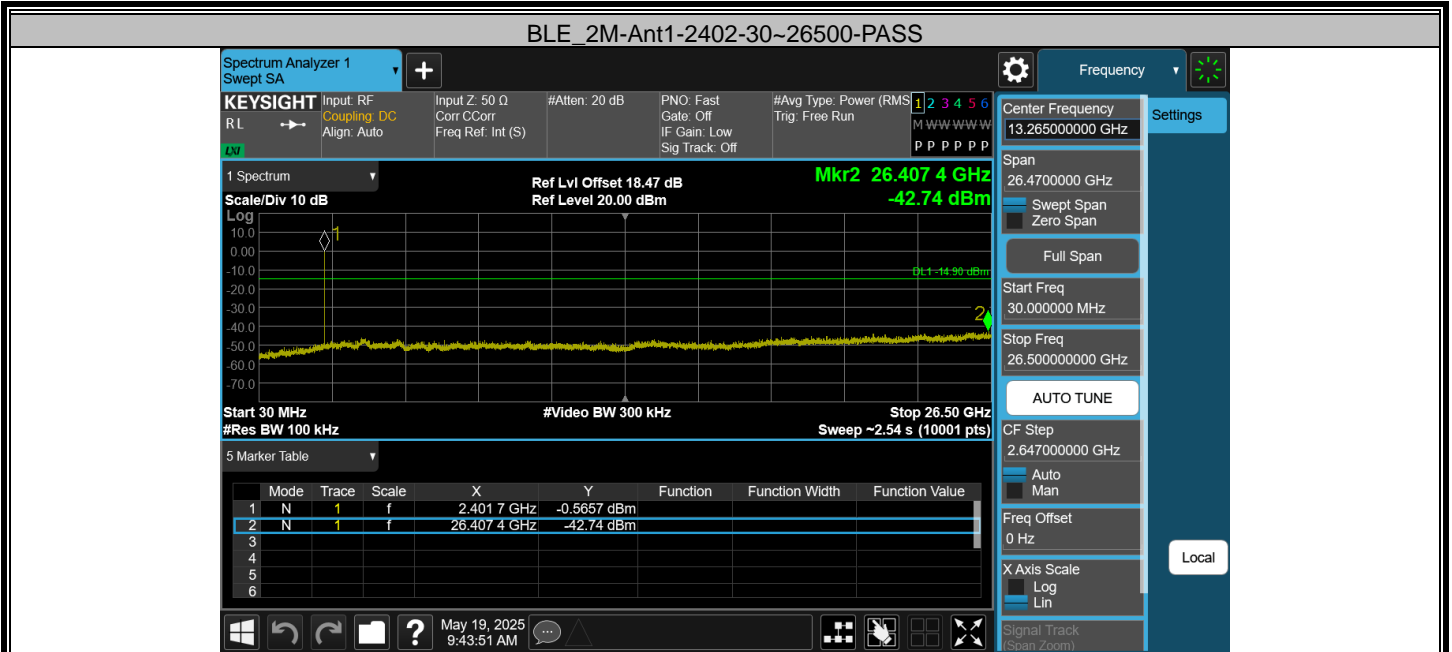 BLE_2M-Ant1-2402-30~26500-PASS
Spectrum Analyzer 1
Swept SA
+
Frequency
KEYSIGHT
RL
LXI
Input: RF
Coupling: DC
Align: Auto
Input Z: 50 Ω
Corr CCorr
Freq Ref: Int (S)
#Atten: 20 dB
PNO: Fast
Gate: Off
IF Gain: Low
Sig Track: Off
#Avg Type: Power (RMS
Trig: Free Run
1 2 3 4 5 6
M W W W W W
P P P P P P
Center Frequency
13.265000000 GHz
Settings
Span
26.4700000 GHz
Swept Span
Zero Span
Full Span
Start Freq
30.000000 MHz
Stop Freq
26.500000000 GHz
AUTO TUNE
CF Step
2.647000000 GHz
Auto
Man
Freq Offset
0 Hz
X Axis Scale
Log
Lin
Signal Track
(Span Zoom)
Local
1 Spectrum
Scale/Div 10 dB
Ref Lvl Offset 18.47 dB
Ref Level 20.00 dBm
Mkr2 26.407 4 GHz
-42.74 dBm
Log
10.0
0.00
-10.0
-20.0
-30.0
-40.0
-50.0
-60.0
-70.0
1
DL1 -14.90 dBm
2
Start 30 MHz
#Video BW 300 kHz
Stop 26.50 GHz
#Res BW 100 kHz
Sweep ~2.54 s (10001 pts)
5 Marker Table
Mode Trace Scale X Y Function Function Width Function Value
1 N 1 f 2.401 7 GHz -0.5657 dBm
2 N 1 f 26.407 4 GHz -42.74 dBm
3
4
5
6
?
May 19, 2025
9:43:51 AM